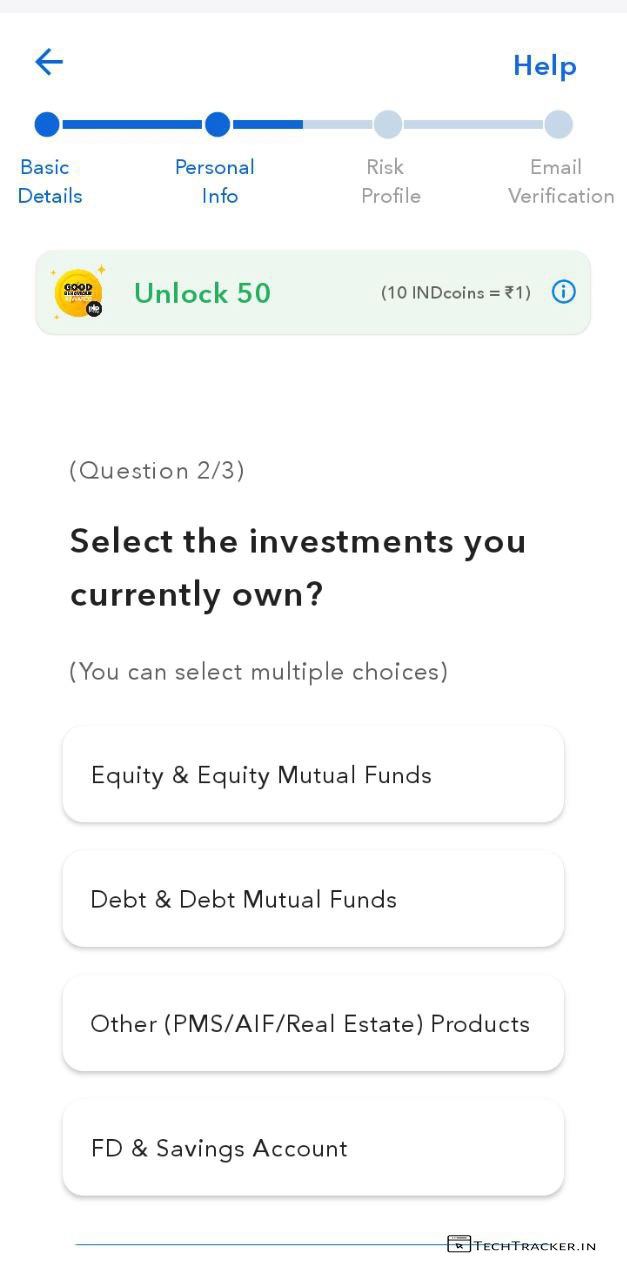 Help
Basic Details
Personal Info
Risk Profile
Email Verification
GOOD
Unlock 50
(10 INDcoins = ₹1)
(Question 2/3)
Select the investments you
currently own?
(You can select multiple choices)
Equity & Equity Mutual Funds
Debt & Debt Mutual Funds
Other (PMS/AIF/Real Estate) Products
FD & Savings Account
TECHTRACKER.IN